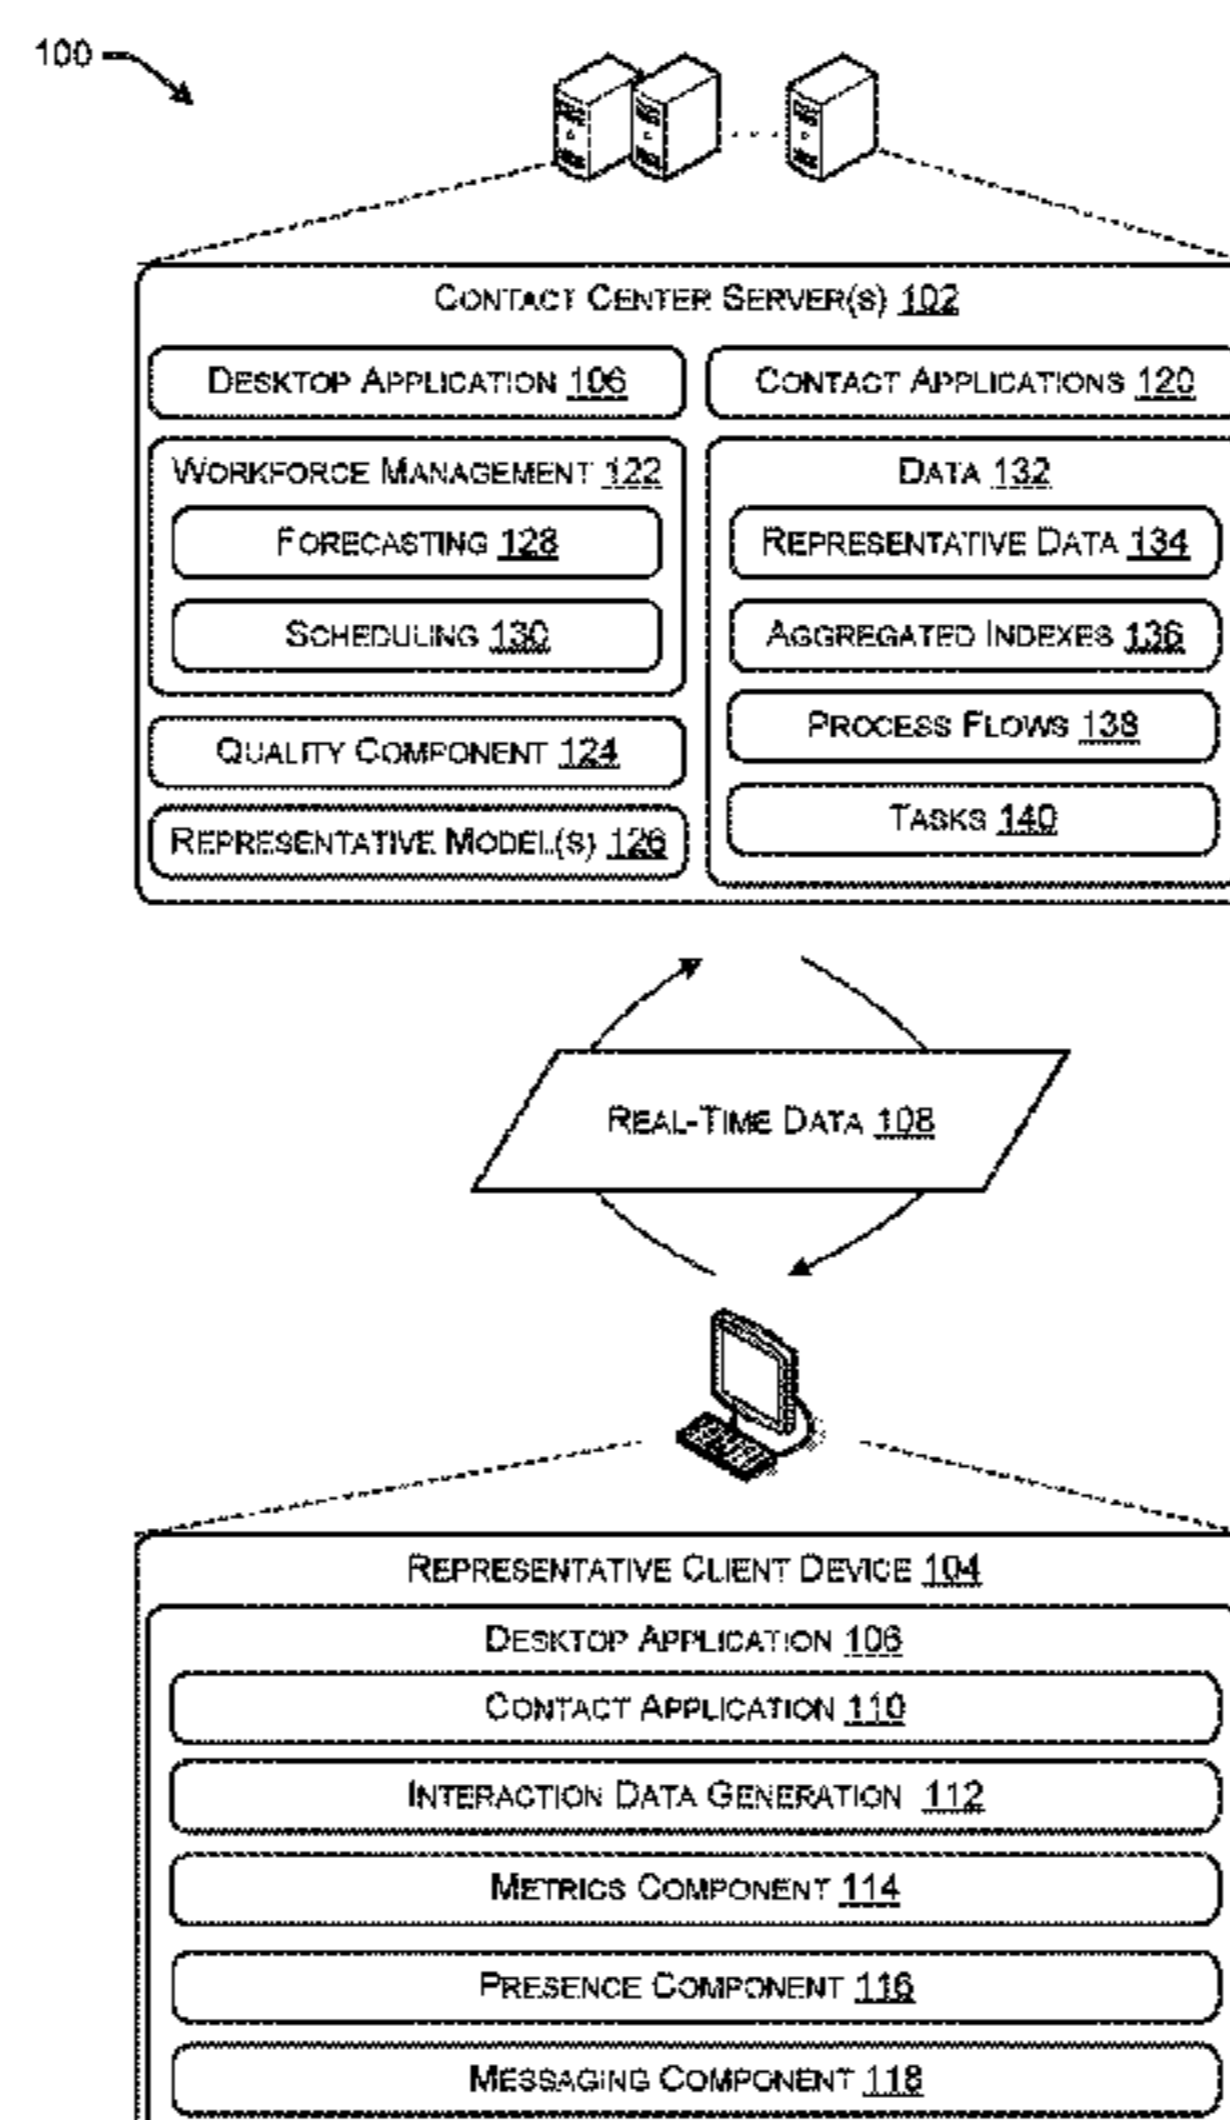 100
CONTACT CENTER SERVER(S) 102
DESKTOP APPLICATION 106
CONTACT APPLICATIONS 120
WORKFORCE MANAGEMENT 122
FORECASTING 128
SCHEDULING 130
QUALITY COMPONENT 124
REPRESENTATIVE MODEL(S) 126
DATA 132
REPRESENTATIVE DATA 134
AGGREGATED INDEXES 136
PROCESS FLOWS 138
TASKS 140
REAL-TIME DATA 108
REPRESENTATIVE CLIENT DEVICE 104
DESKTOP APPLICATION 106
CONTACT APPLICATION 110
INTERACTION DATA GENERATION 112
METRICS COMPONENT 114
PRESENCE COMPONENT 116
MESSAGING COMPONENT 118